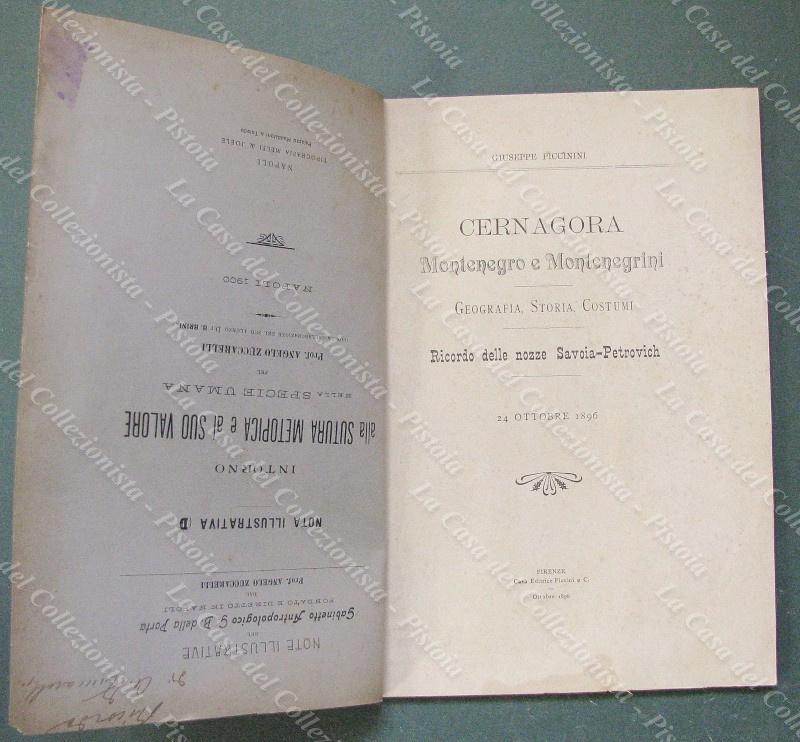 NOTE ILLUSTRATIVE
DEL
Gabinetto Antropologico G. B. della Porta
FONDATO E DIRETTO IN NAPOLI
DAL
Prof. ANGELO ZUCCARELLI
NOTA ILLUSTRATIVA D
INTORNO
alla SUTURA METOPICA e al SUO VALORE
NELLA SPECIE UMANA
PEL
Prof. ANGELO ZUCCARELLI
NAPOLI 1900
NAPOLI
TIPOGRAFIA MELFI & JOELE
GIUSEPPE PICCININI
CERNAGORA
Montenegro e Montenegrini
GEOGRAFIA, STORIA, COSTUMI
Ricordo delle nozze Savoia-Petrovich
24 OTTOBRE 1896
FIRENZE
Casa Editrice Piccini e C.
Ottobre 1896
La Casa del Collezionista - Pistoia